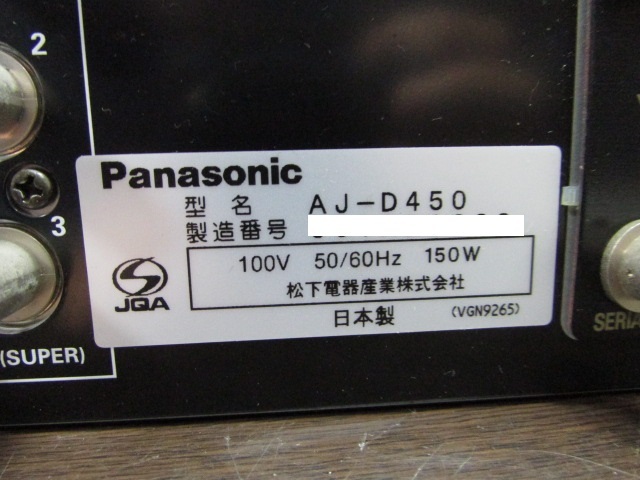 2
3
(SUPER)
Panasonic
型名 AJ-D450
製造番号
100V 50/60Hz 150W
松下電器産業株式会社
JQA
日本製 (VGN9265)
SERIA